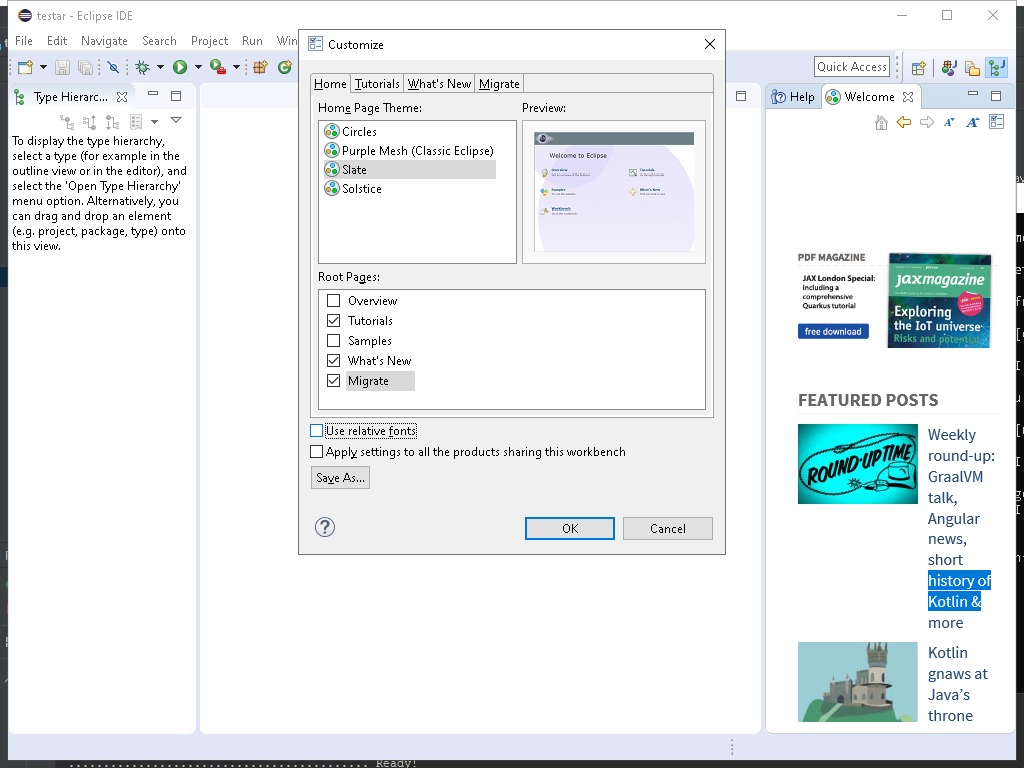 testar - Eclipse IDE
File Edit Navigate Search Project Run Win
Customize
Quick Access
Type Hierarc...
Help
Welcome
To display the type hierarchy,
select a type (for example in the
outline view or in the editor), and
select the 'Open Type Hierarchy'
menu option. Alternatively, you
can drag and drop an element
(e.g. project, package, type) onto
this view.
Home Tutorials What's New Migrate
Home Page Theme:
Preview:
Circles
Purple Mesh (Classic Eclipse)
Slate
Solstice
Welcome to Eclipse
Overview
Tutorials
Samples
What's New
Workbench
Root Pages:
Overview
Tutorials
Samples
What's New
Migrate
Use relative fonts
Apply settings to all the products sharing this workbench
Save As...
OK
Cancel
PDF MAGAZINE
JAX London Special:
including a
comprehensive
Quarkus tutorial
free download
jaxmagazine
Exploring
the IoT universe
Risks and potential
FEATURED POSTS
ROUND-UP TIME
Weekly
round-up:
GraalVM
talk,
Angular
news,
short
history of
Kotlin &
more
Kotlin
gnaws at
Java's
throne
Ready!